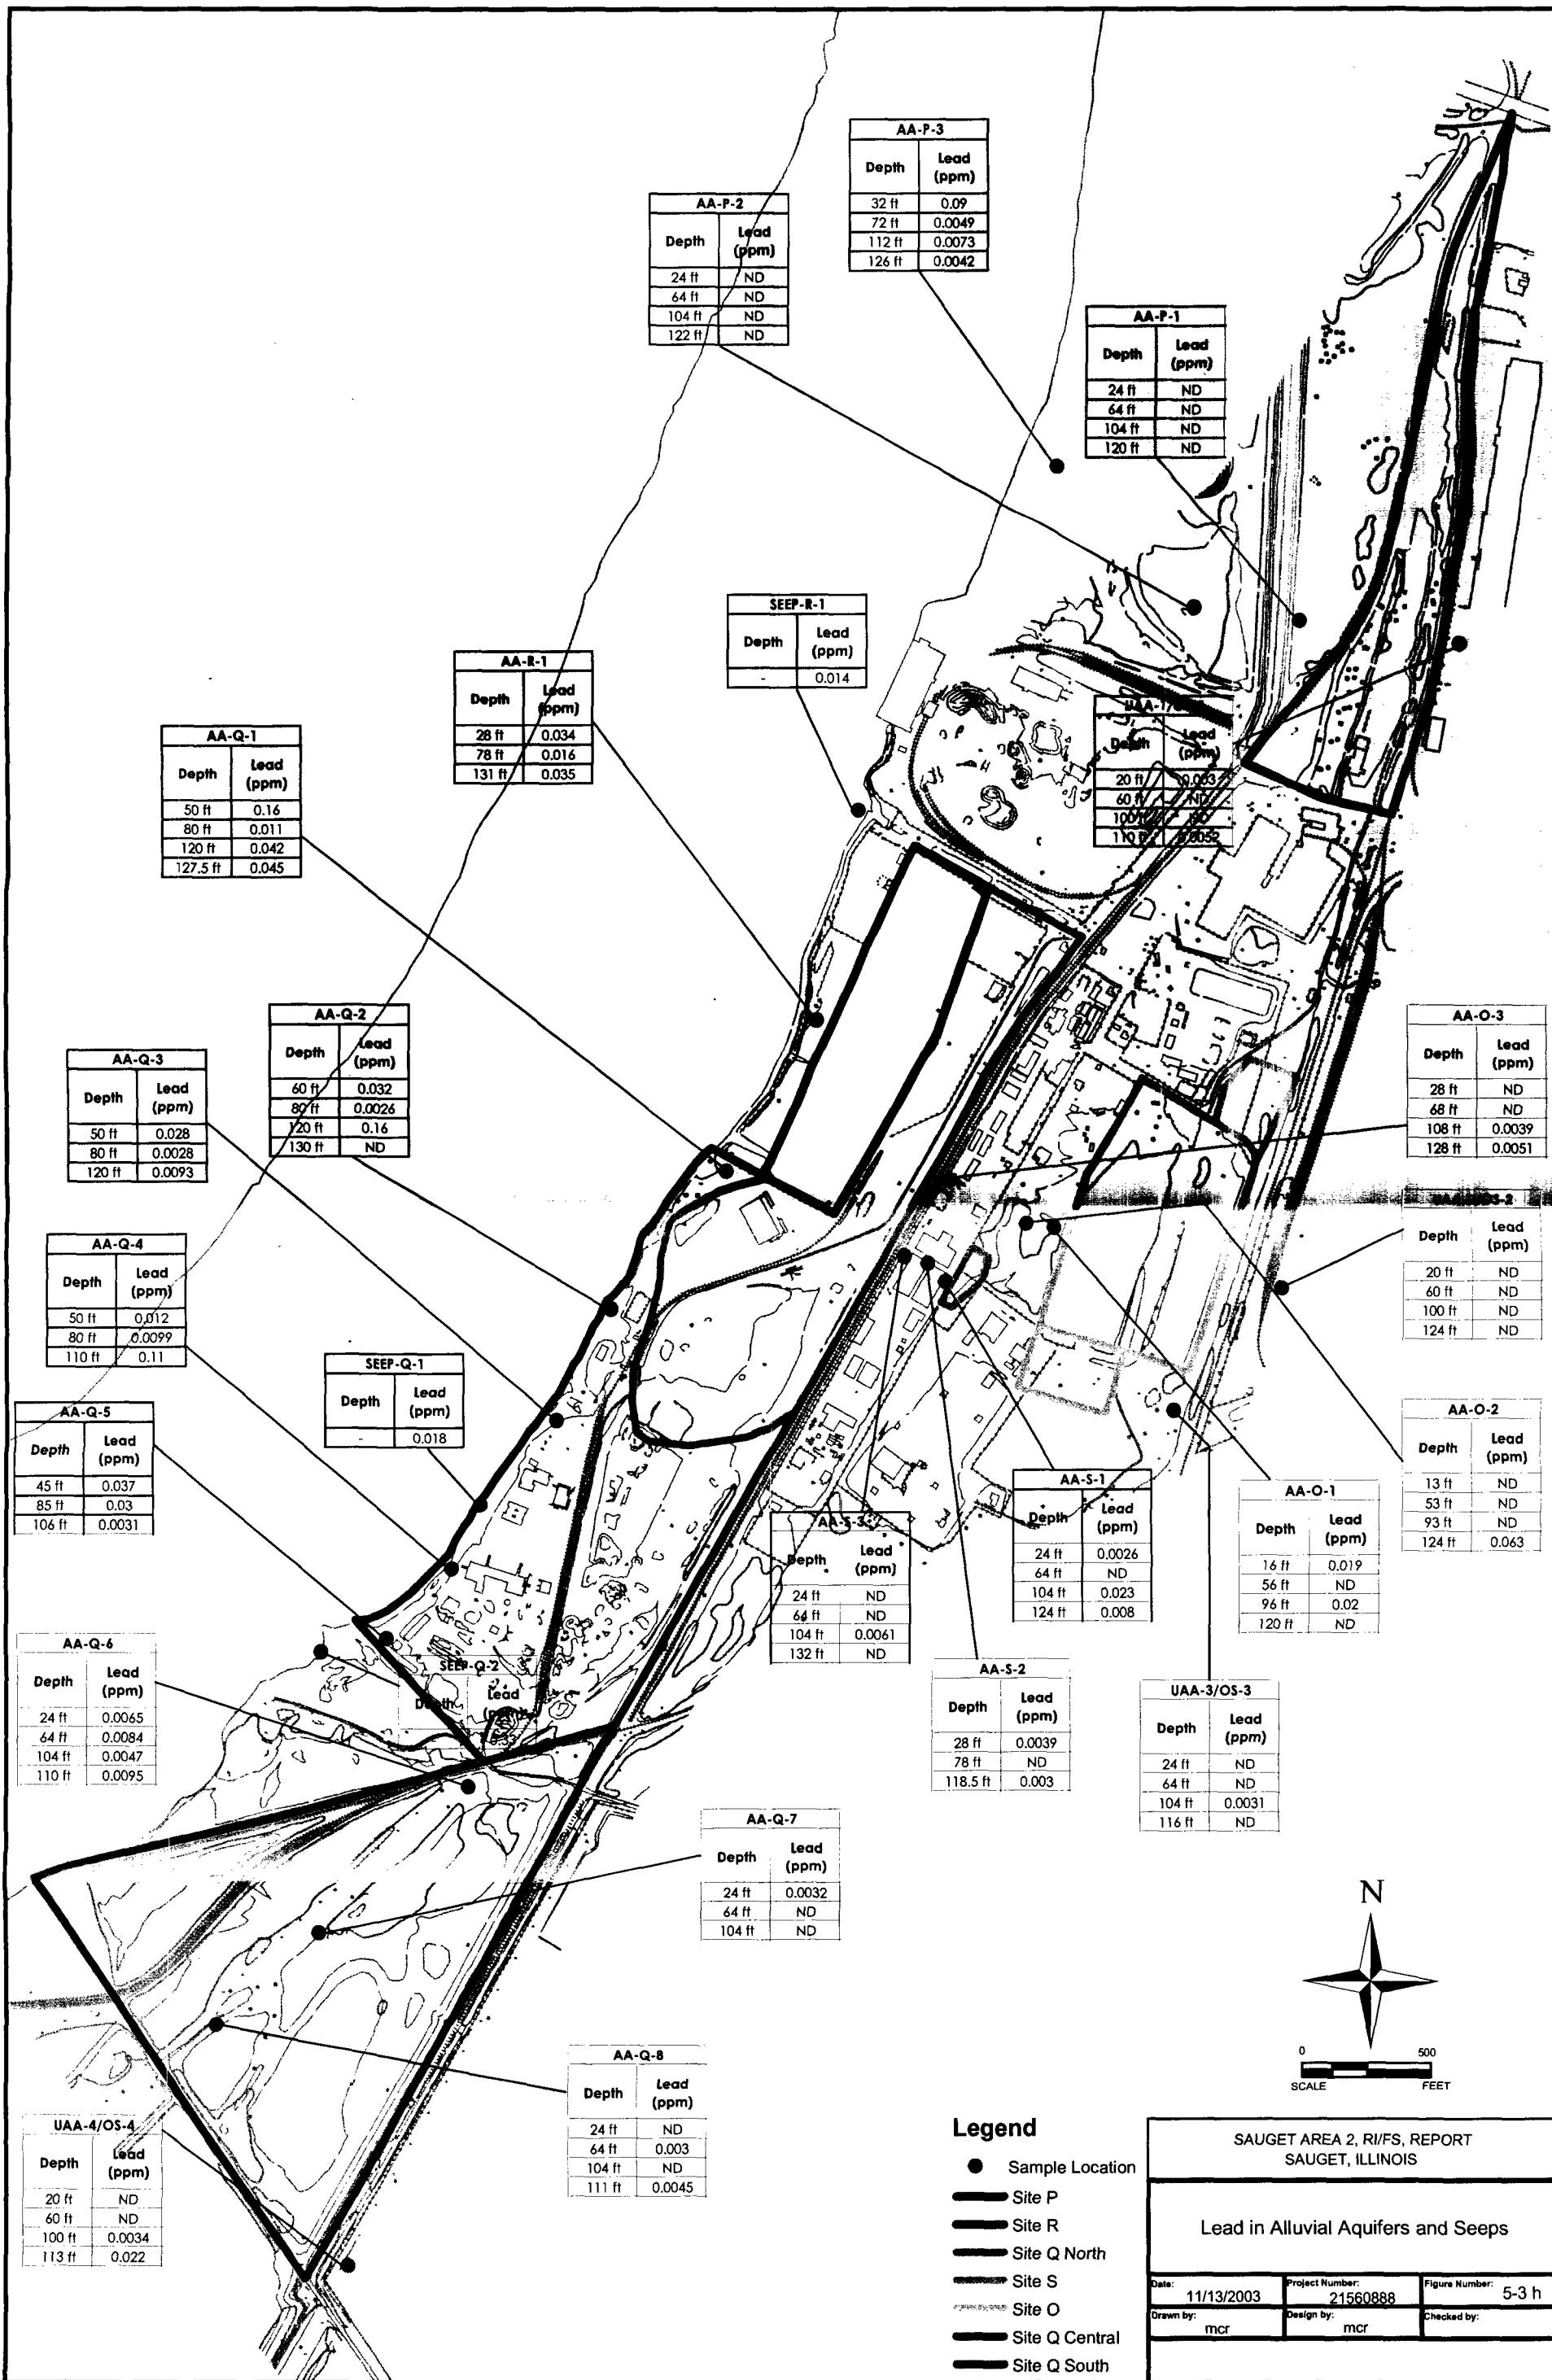 AA-P-3
Depth Lead (ppm)
32 ft 0.09
72 ft 0.0049
112 ft 0.0073
126 ft 0.0042
AA-P-2
Depth Lead (ppm)
24 ft ND
64 ft ND
104 ft ND
122 ft ND
AA-P-1
Depth Lead (ppm)
24 ft ND
64 ft ND
104 ft ND
120 ft ND
SEEP-R-1
Depth Lead (ppm)
- 0.014
AA-R-1
Depth Lead (ppm)
28 ft 0.034
78 ft 0.016
131 ft 0.035
Depth Lead (ppm)
20 ft 0.003
60 ft ND
100 ft ND
110 ft
AA-Q-1
Depth Lead (ppm)
50 ft 0.16
80 ft 0.011
120 ft 0.042
127.5 ft 0.045
AA-Q-2
Depth Lead (ppm)
60 ft 0.032
80 ft 0.0026
120 ft 0.16
130 ft ND
AA-Q-3
Depth Lead (ppm)
50 ft 0.028
80 ft 0.0028
120 ft 0.0093
AA-O-3
Depth Lead (ppm)
28 ft ND
68 ft ND
108 ft 0.0039
128 ft 0.0051
Depth Lead (ppm)
20 ft ND
60 ft ND
100 ft ND
124 ft ND
AA-Q-4
Depth Lead (ppm)
50 ft 0.012
80 ft 0.0099
110 ft 0.11
SEEP-Q-1
Depth Lead (ppm)
- 0.018
AA-Q-5
Depth Lead (ppm)
45 ft 0.037
85 ft 0.03
106 ft 0.0031
AA-O-2
Depth Lead (ppm)
13 ft ND
53 ft ND
93 ft ND
124 ft 0.063
AA-S-1
Depth Lead (ppm)
24 ft 0.0026
64 ft ND
104 ft 0.023
124 ft 0.008
AA-O-1
Depth Lead (ppm)
16 ft 0.019
56 ft ND
96 ft 0.02
120 ft ND
AA-S-3
Depth Lead (ppm)
24 ft ND
64 ft ND
104 ft 0.0061
132 ft ND
AA-Q-6
Depth Lead (ppm)
24 ft 0.0065
64 ft 0.0084
104 ft 0.0047
110 ft 0.0095
SEEP-Q-2
Depth Lead
AA-S-2
Depth Lead (ppm)
28 ft 0.0039
78 ft ND
118.5 ft 0.003
UAA-3/OS-3
Depth Lead (ppm)
24 ft ND
64 ft ND
104 ft 0.0031
116 ft ND
AA-Q-7
Depth Lead (ppm)
24 ft 0.0032
64 ft ND
104 ft ND
AA-Q-8
Depth Lead (ppm)
24 ft ND
64 ft 0.003
104 ft ND
111 ft 0.0045
UAA-4/OS-4
Depth Lead (ppm)
20 ft ND
60 ft ND
100 ft 0.0034
113 ft 0.022
N
0 500
SCALE FEET
Legend
Sample Location
Site P
Site R
Site Q North
Site S
Site O
Site Q Central
Site Q South
SAUGET AREA 2, RI/FS, REPORT
SAUGET, ILLINOIS
Lead in Alluvial Aquifers and Seeps
Date: 11/13/2003 Project Number: 21560888 Figure Number: 5-3 h
Drawn by: mcr Design by: mcr Checked by: